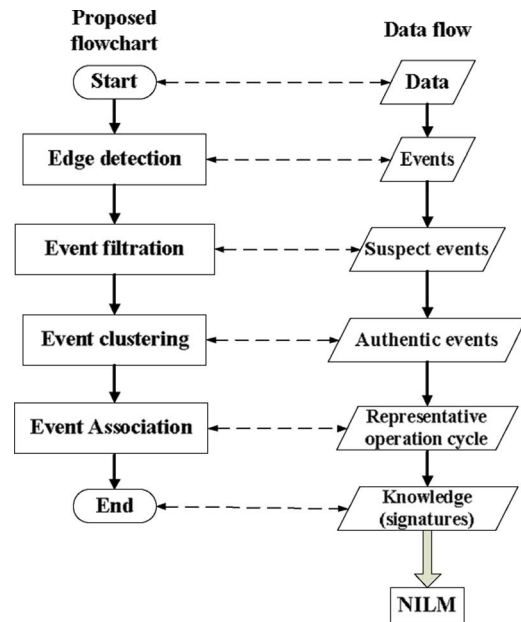 Proposed
flowchart
Data flow
Start
Data
Edge detection
Events
Event filtration
Suspect events
Event clustering
Authentic events
Event Association
Representative
operation cycle
End
Knowledge
(signatures)
NILM